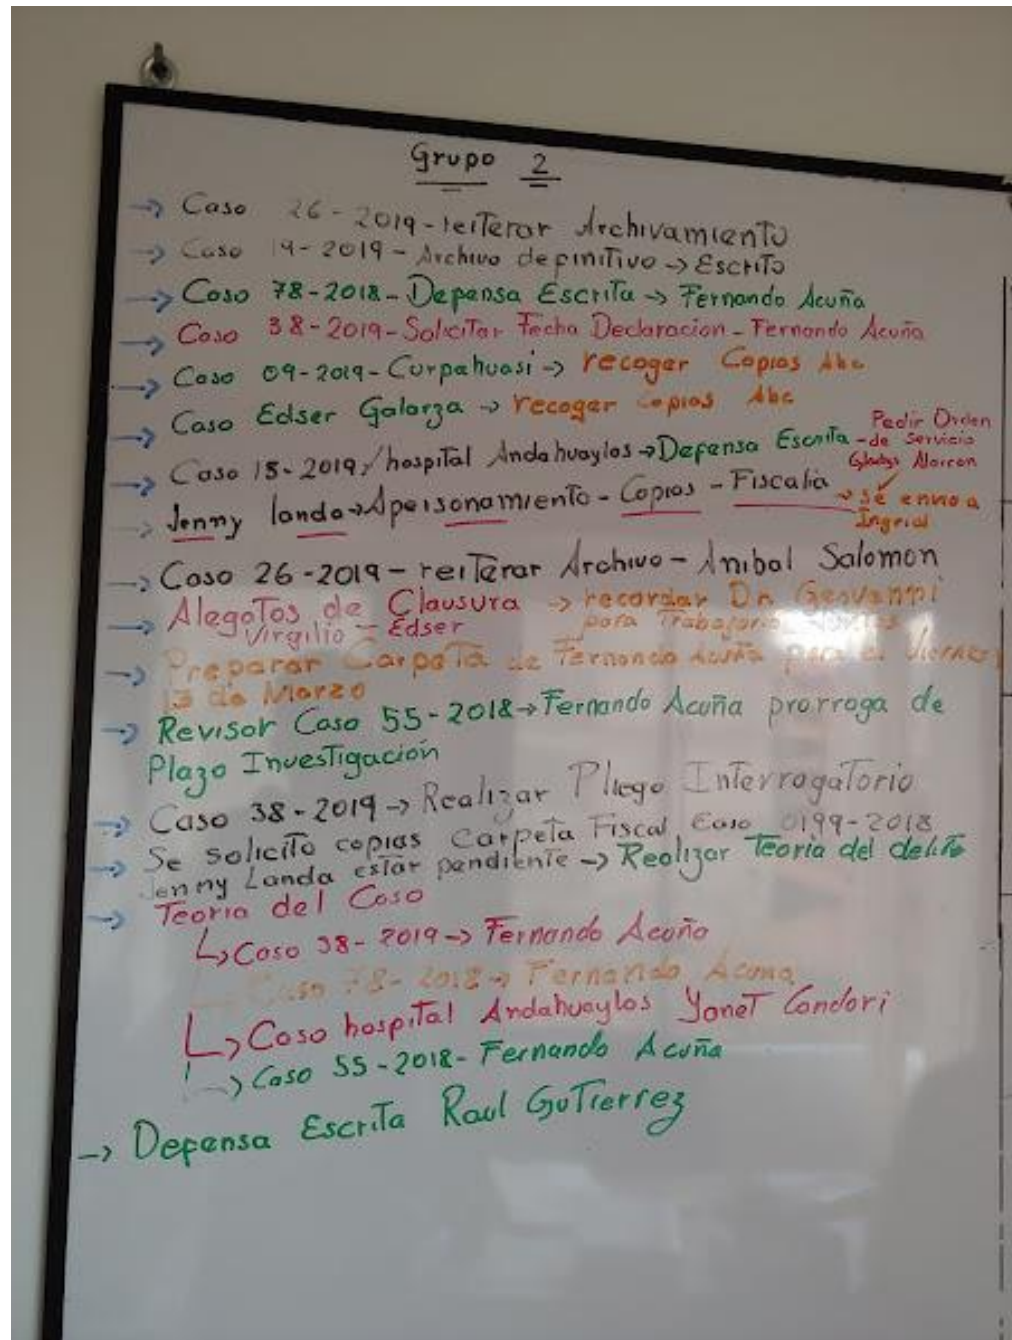 Grupo 2
→ Caso 26-2019-reiTerar Archivamiento
→ Caso 14-2019-Archivo definiTivo → EscriTo
→ Caso 78-2018-Defensa EscriTa → Fernando Acuña
→ Caso 38-2019-SoliciTar Fecha Declaracion-Fernando Acuña
→ Caso 09-2019-Curpahuasi → recoger Copias Abc
→ Caso Edser Galarza → recoger Copias Abc
→ Caso 15-2019/hospital Andahuaylas → Defensa EscriTa - Pedir Orden
de Servicio
Gladys Alarcon
→ Jenny landa → ApersonamienTo - Copias - Fiscalia → se envio a
Ingrid
→ Caso 26-2019-reiTerar Archivo-Anibal Salomon
→ AlegaTos de Clausura → recordar Dr. Geovanni
Virgilio - Edser para Trabajarlo
→ Preparar CarpeTa de Fernando Acuña para el viernes
13 de Marzo
→ Revisar Caso 55-2018 → Fernando Acuña prorroga de
Plazo InvesTigación
→ Caso 38-2019 → Realizar Pliego InterrogaTorio
→ Se solicito copias Carpeta Fiscal Caso 0199-2018
Jenny Landa estar pendiente → Realizar Teoria del deliTo
→ Teoria del Caso
↳ Caso 38-2019 → Fernando Acuña
Caso 78-2018 → Fernando Acuña
↳ Caso hospiTal Andahuaylas YoneT Condori
↳ Caso 55-2018-Fernando Acuña
→ Defensa EscriTa Raul GuTierrez